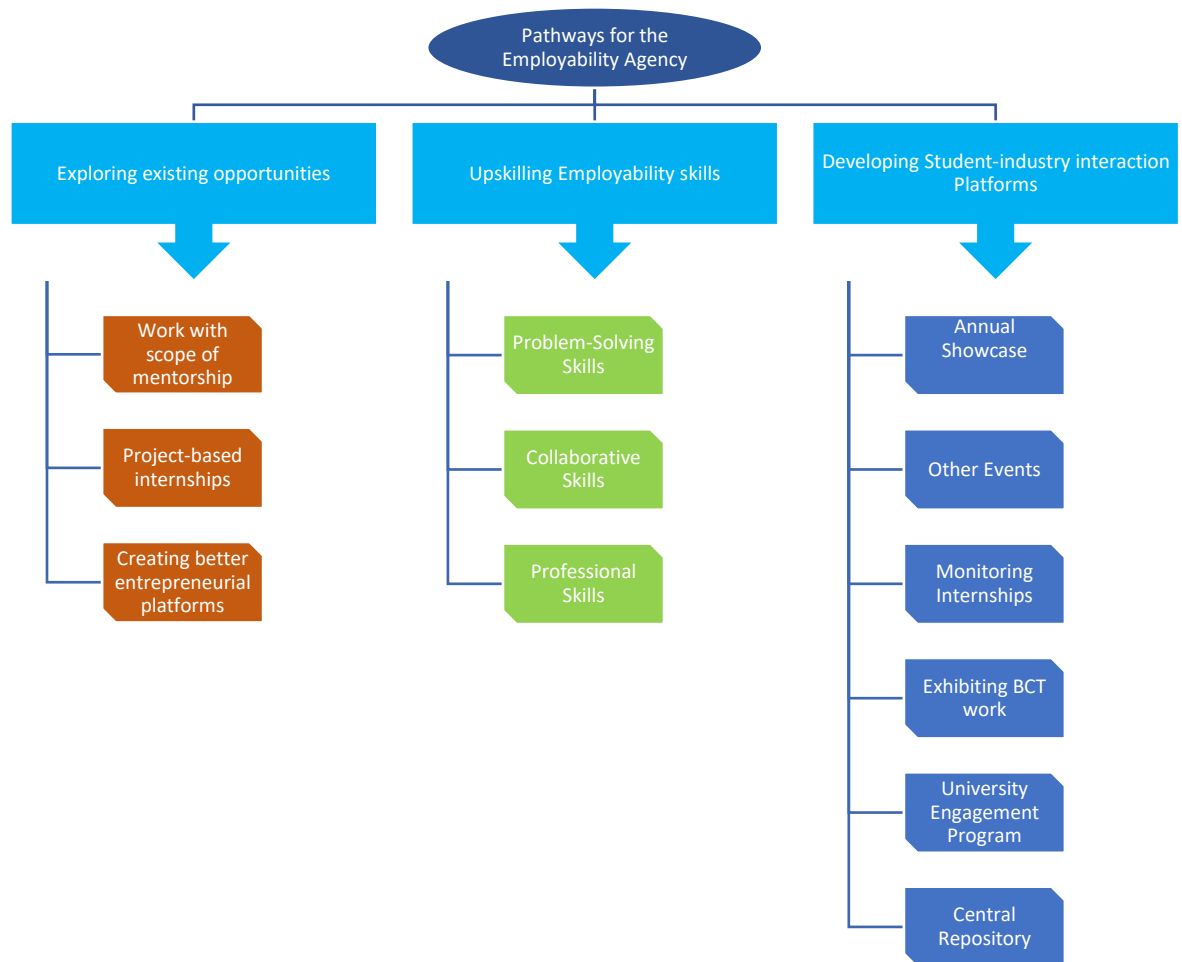 Pathways for the
Employability Agency
Exploring existing opportunities
Upskilling Employability skills
Developing Student-industry interaction
Platforms
Work with
scope of
mentorship
Project-based
internships
Creating better
entrepreneurial
platforms
Problem-Solving
Skills
Collaborative
Skills
Professional
Skills
Annual
Showcase
Other Events
Monitoring
Internships
Exhibiting BCT
work
University
Engagement
Program
Central
Repository